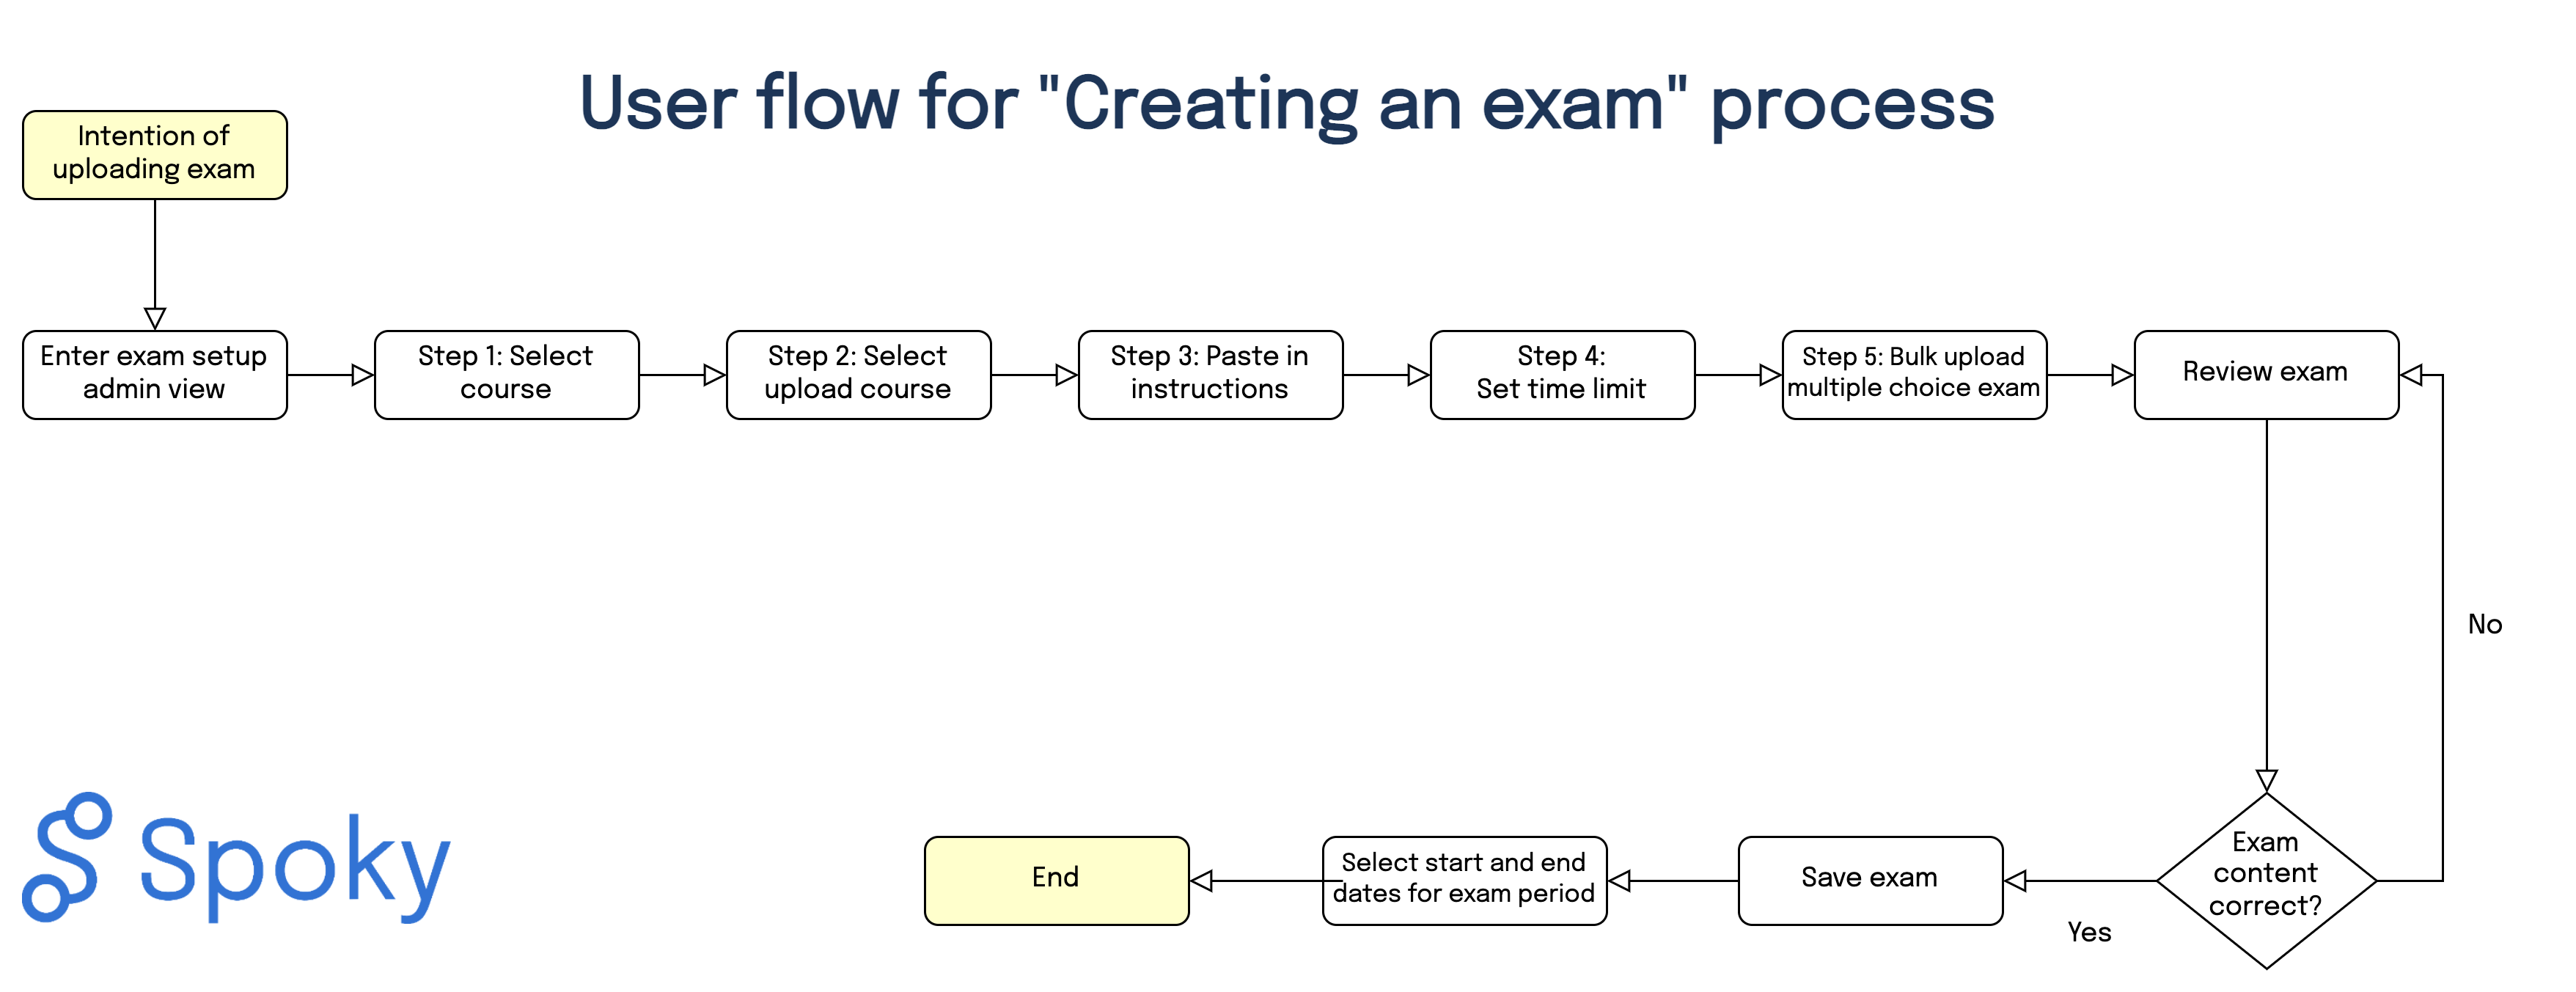 User flow for "Creating an exam" process
Intention of
uploading exam
Enter exam setup
admin view
Step 1: Select
course
Step 2: Select
upload course
Step 3: Paste in
instructions
Step 4:
Set time limit
Step 5: Bulk upload
multiple choice exam
Review exam
No
Exam
content
correct?
Yes
Save exam
Select start and end
dates for exam period
End
Spoky